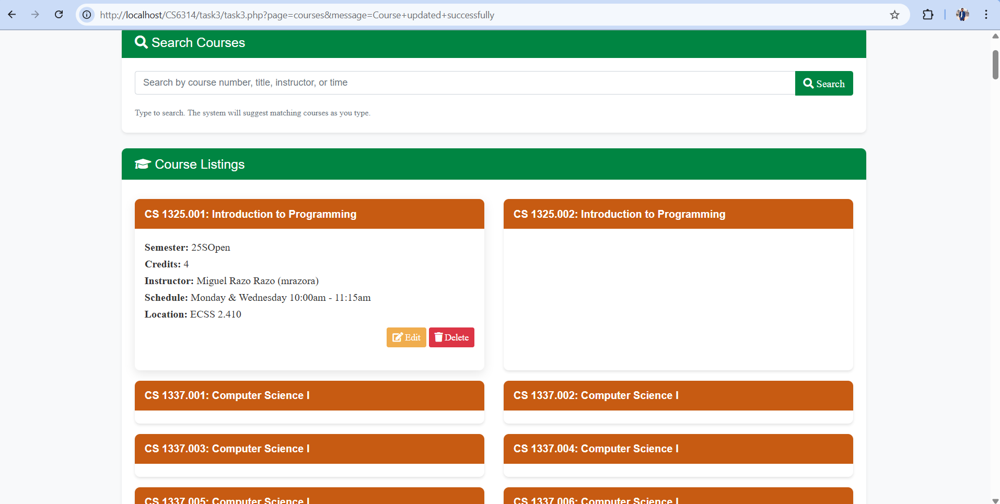 http://localhost/CS6314/task3/task3.php?page=courses&message=Course+updated+successfully
Search Courses
Search by course number, title, instructor, or time
Search
Type to search. The system will suggest matching courses as you type.
Course Listings
CS 1325.001: Introduction to Programming
Semester: 25SOpen
Credits: 4
Instructor: Miguel Razo Razo (mrazora)
Schedule: Monday & Wednesday 10:00am - 11:15am
Location: ECSS 2.410
Edit
Delete
CS 1325.002: Introduction to Programming
CS 1337.001: Computer Science I
CS 1337.002: Computer Science I
CS 1337.003: Computer Science I
CS 1337.004: Computer Science I
CS 1337.005: Computer Science I
CS 1337.006: Computer Science I